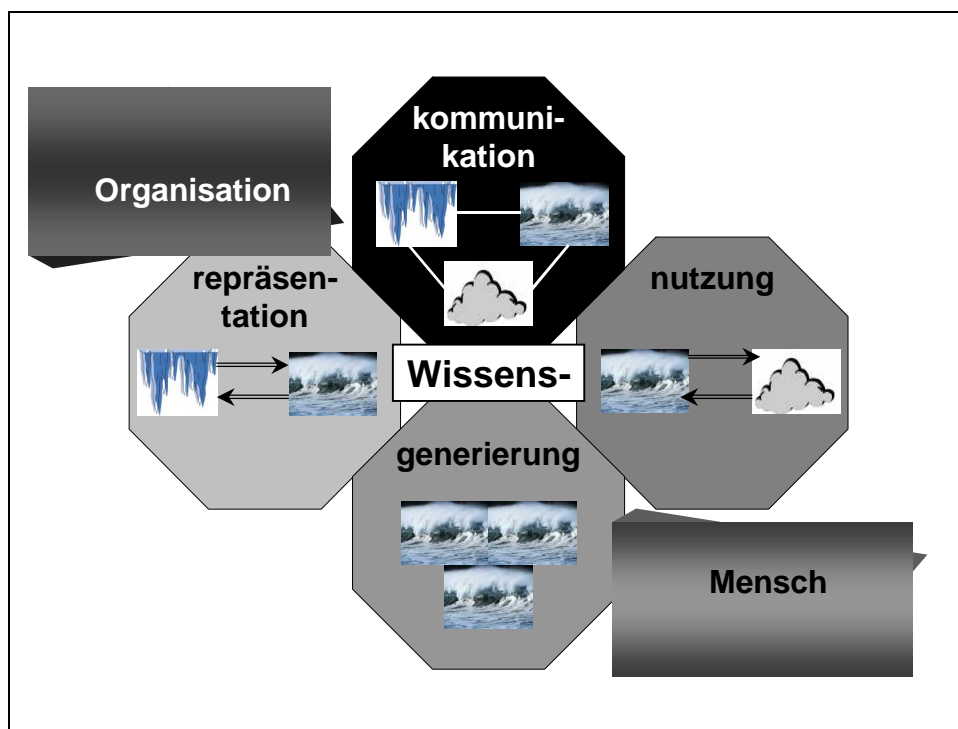 kommuni-
kation
Organisation
repräsen-
tation
nutzung
Wissens-
generierung
Mensch